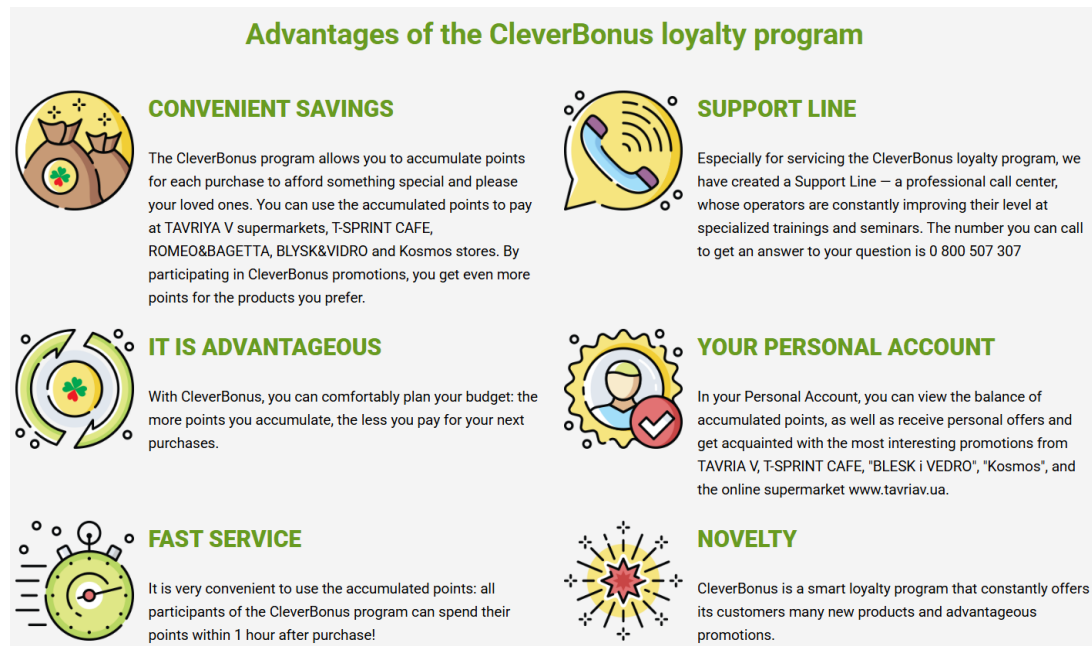 Advantages of the CleverBonus loyalty program
CONVENIENT SAVINGS
The CleverBonus program allows you to accumulate points
for each purchase to afford something special and please
your loved ones. You can use the accumulated points to pay
at TAVRIYA V supermarkets, T-SPRINT CAFE,
ROMEO&BAGETTA, BLYSK&VIDRO and Kosmos stores. By
participating in CleverBonus promotions, you get even more
points for the products you prefer.
SUPPORT LINE
Especially for servicing the CleverBonus loyalty program, we
have created a Support Line — a professional call center,
whose operators are constantly improving their level at
specialized trainings and seminars. The number you can call
to get an answer to your question is 0 800 507 307
IT IS ADVANTAGEOUS
With CleverBonus, you can comfortably plan your budget: the
more points you accumulate, the less you pay for your next
purchases.
YOUR PERSONAL ACCOUNT
In your Personal Account, you can view the balance of
accumulated points, as well as receive personal offers and
get acquainted with the most interesting promotions from
TAVRIA V, T-SPRINT CAFE, "BLESK i VEDRO", "Kosmos", and
the online supermarket www.tavriav.ua.
FAST SERVICE
It is very convenient to use the accumulated points: all
participants of the CleverBonus program can spend their
points within 1 hour after purchase!
NOVELTY
CleverBonus is a smart loyalty program that constantly offers
its customers many new products and advantageous
promotions.